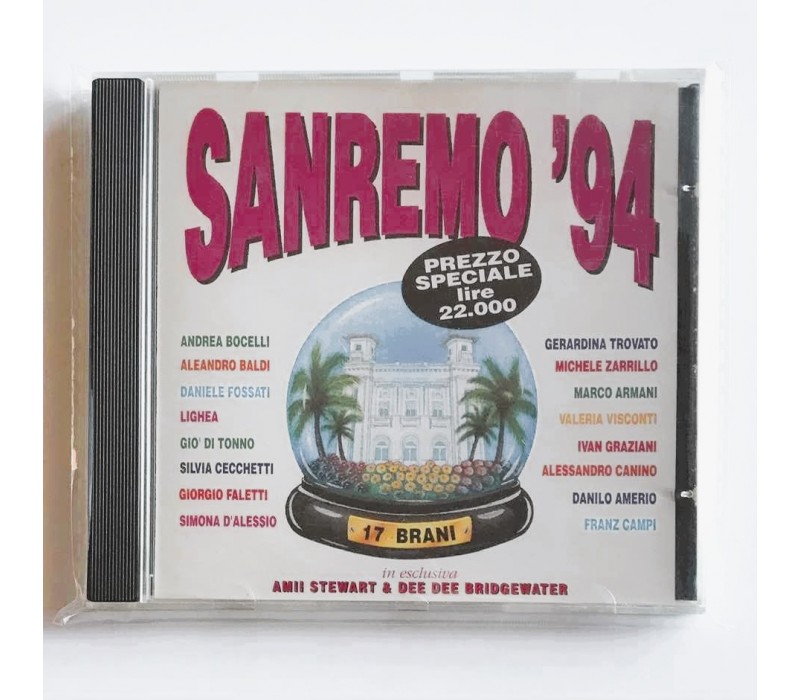 SANREMO '94
PREZZO
SPECIALE
lire
22.000
ANDREA BOCELLI
ALEANDRO BALDI
DANIELE FOSSATI
LIGHEA
GIO' DI TONNO
SILVIA CECCHETTI
GIORGIO FALETTI
SIMONA D'ALESSIO
GERARDINA TROVATO
MICHELE ZARRILLO
MARCO ARMANI
VALERIA VISCONTI
IVAN GRAZIANI
ALESSANDRO CANINO
DANILO AMERIO
FRANZ CAMPI
17 BRANI
in esclusiva
AMII STEWART & DEE DEE BRIDGEWATER